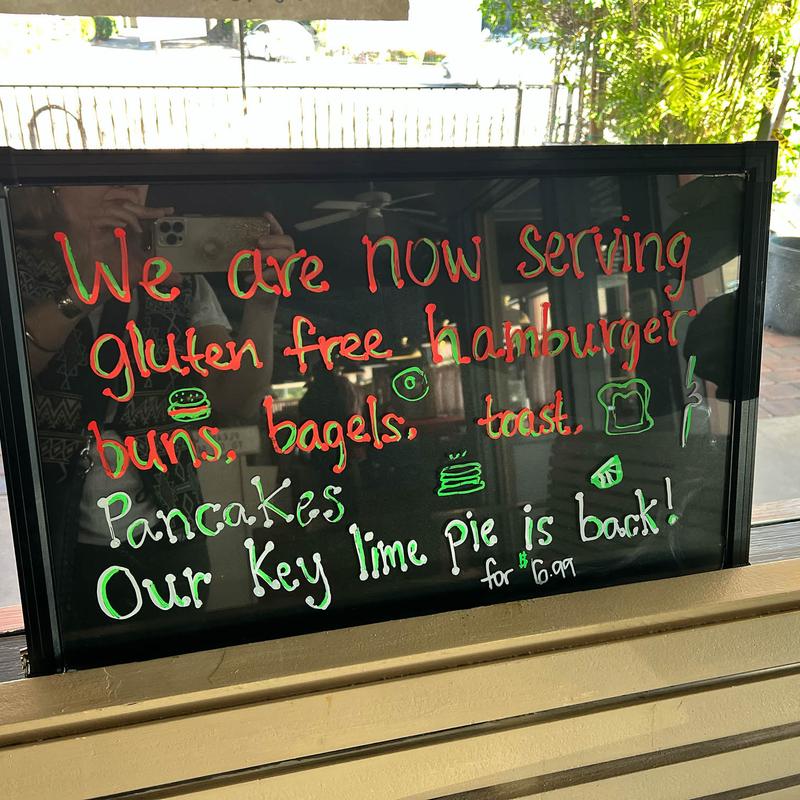 We are now serving
gluten free hamburger
buns, bagels, toast,
& Pancakes
Our Key lime pie is back!
for $6.99